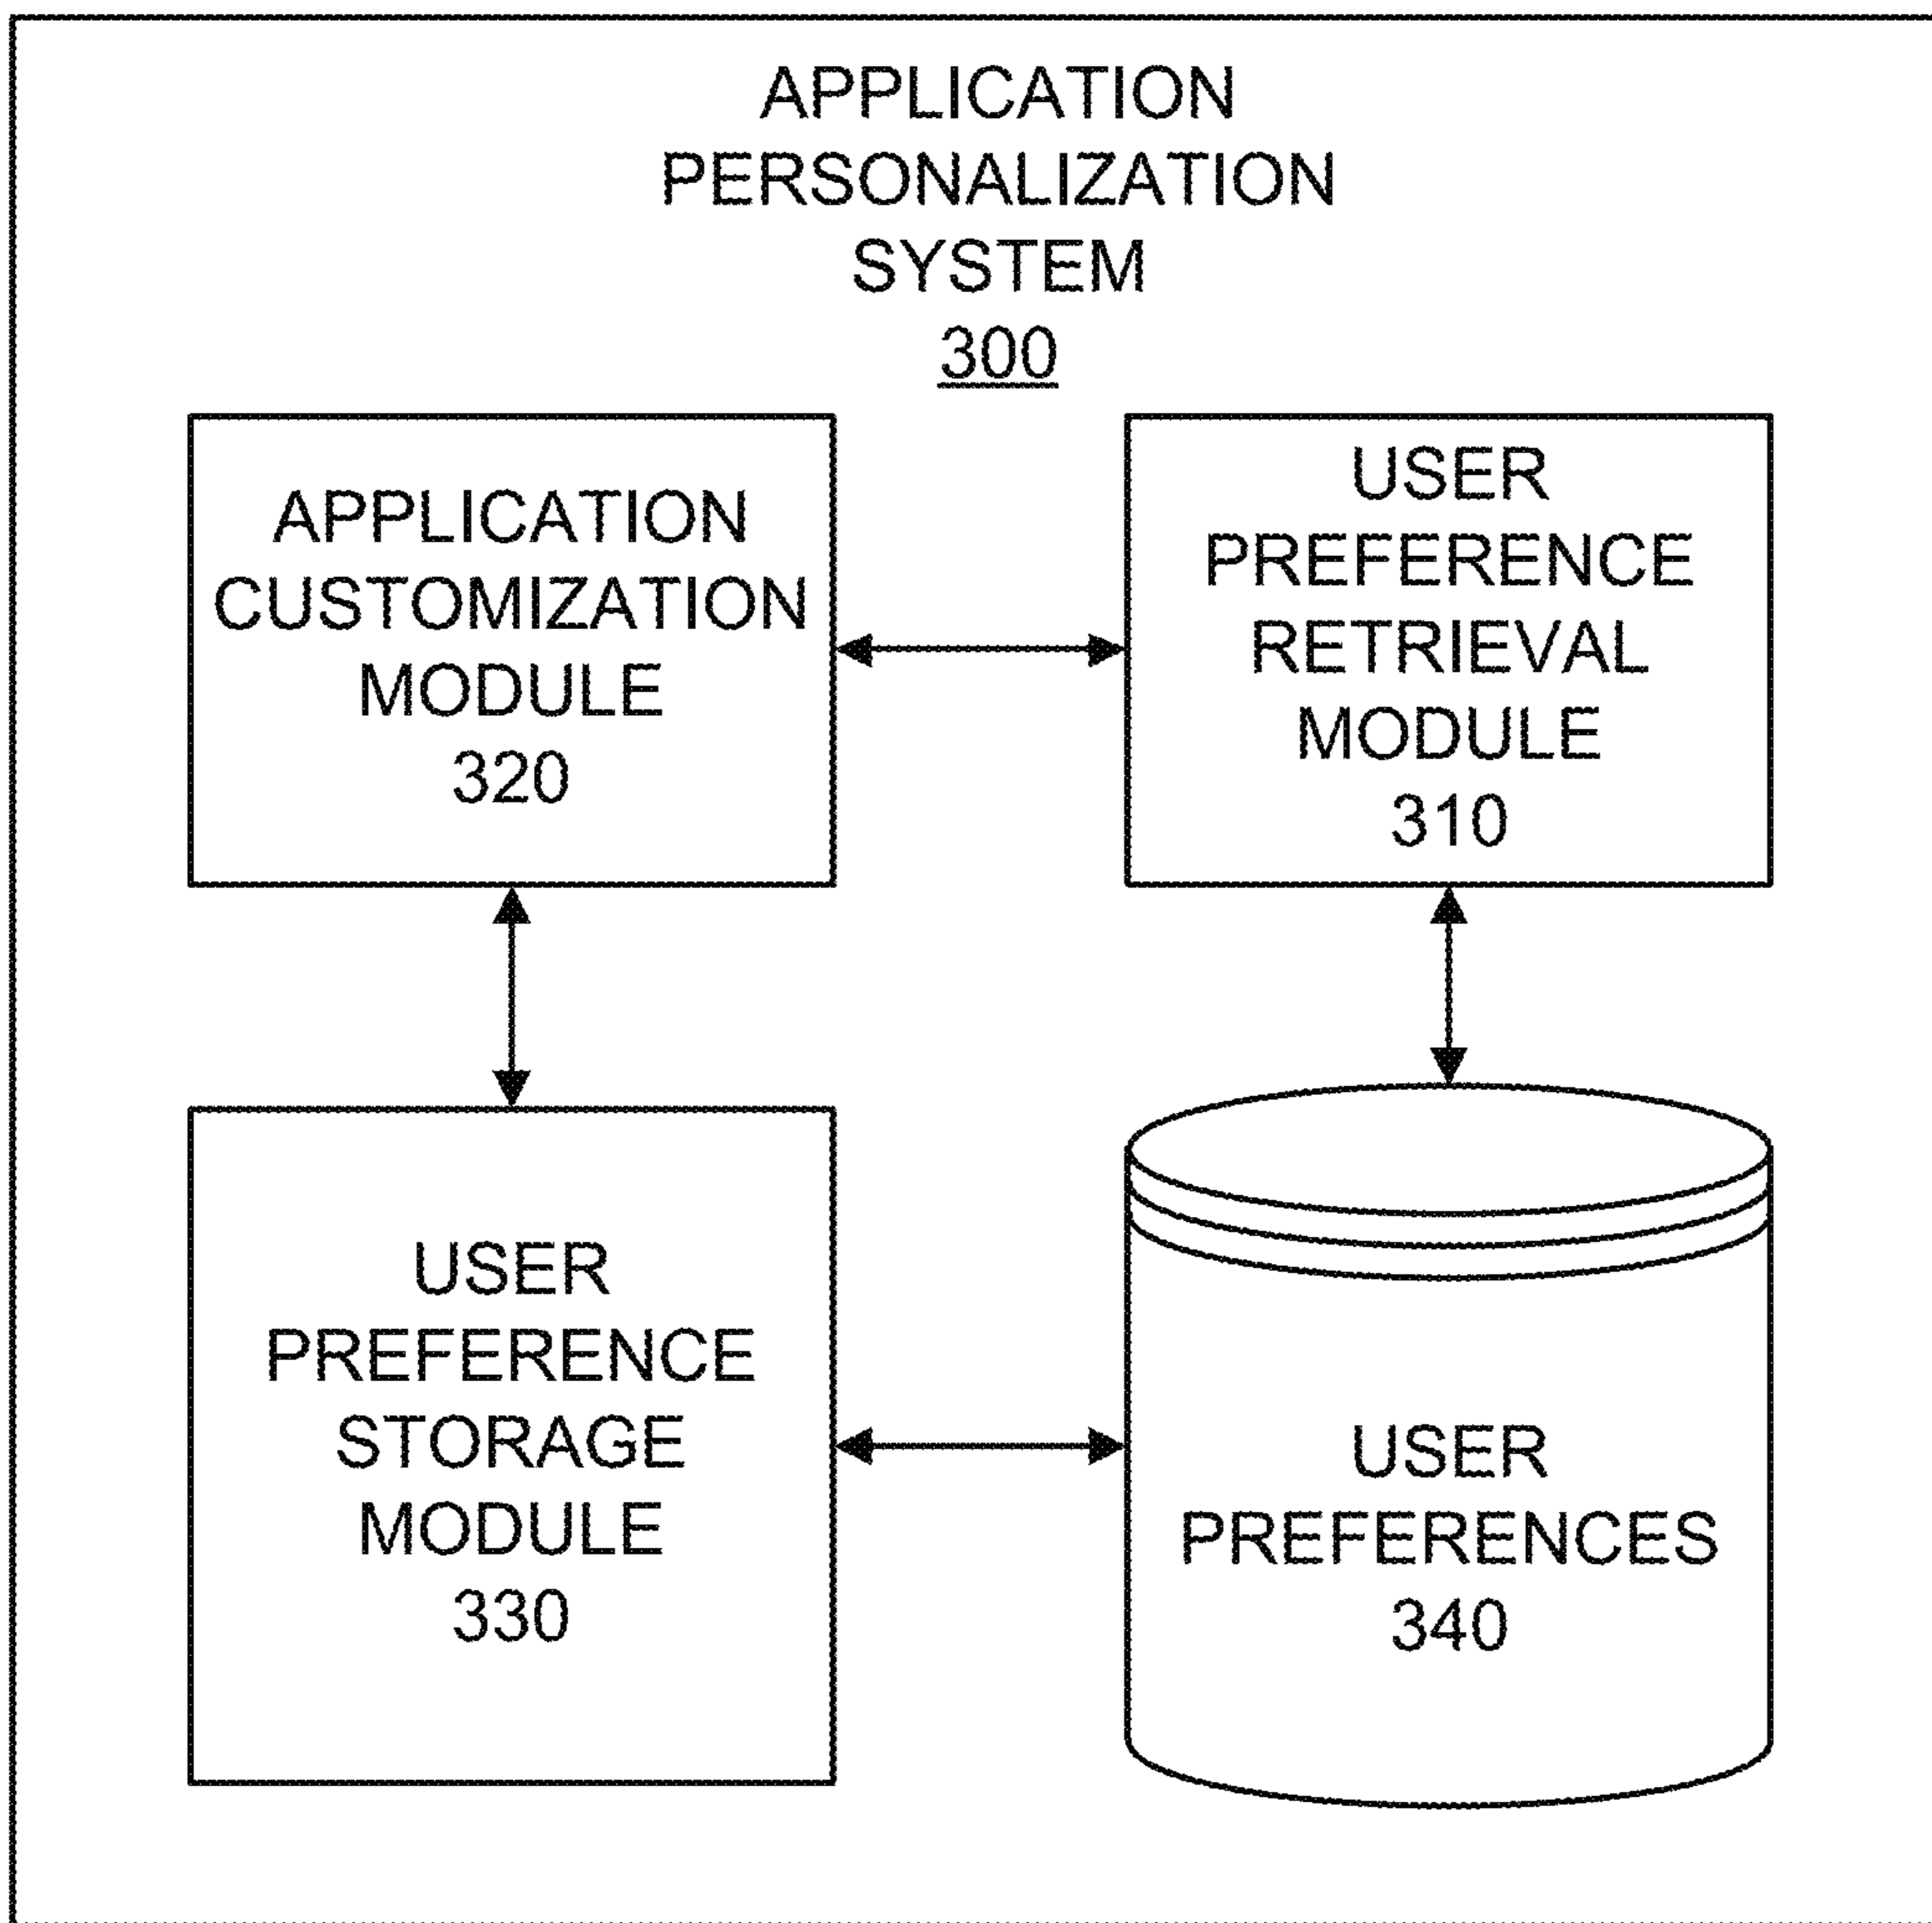 APPLICATION
PERSONALIZATION
SYSTEM
300
APPLICATION
CUSTOMIZATION
MODULE
320
USER
PREFERENCE
RETRIEVAL
MODULE
310
USER
PREFERENCE
STORAGE
MODULE
330
USER
PREFERENCES
340